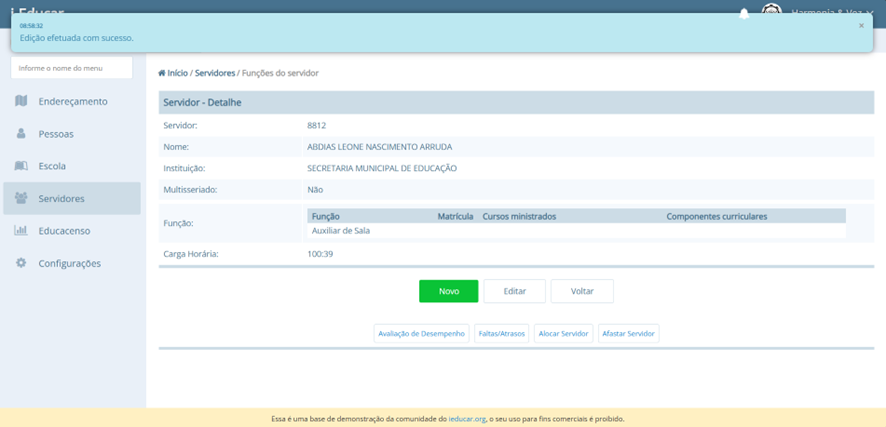 i-Educar
Harmonia & Voz
08:58:32
×
Edição efetuada com sucesso.
Informe o nome do menu
Início / Servidores / Funções do servidor
Endereçamento
Pessoas
Escola
Servidores
Educacenso
Configurações
Servidor - Detalhe
Servidor: 8812
Nome: ABDIAS LEONE NASCIMENTO ARRUDA
Instituição: SECRETARIA MUNICIPAL DE EDUCAÇÃO
Multisseriado: Não
Função:
Função Matrícula Cursos ministrados Componentes curriculares
Auxiliar de Sala
Carga Horária: 100:39
Novo Editar Voltar
Avaliação de Desempenho Faltas/Atrasos Alocar Servidor Afastar Servidor
Essa é uma base de demonstração da comunidade do ieducar.org, o seu uso para fins comerciais é proibido.